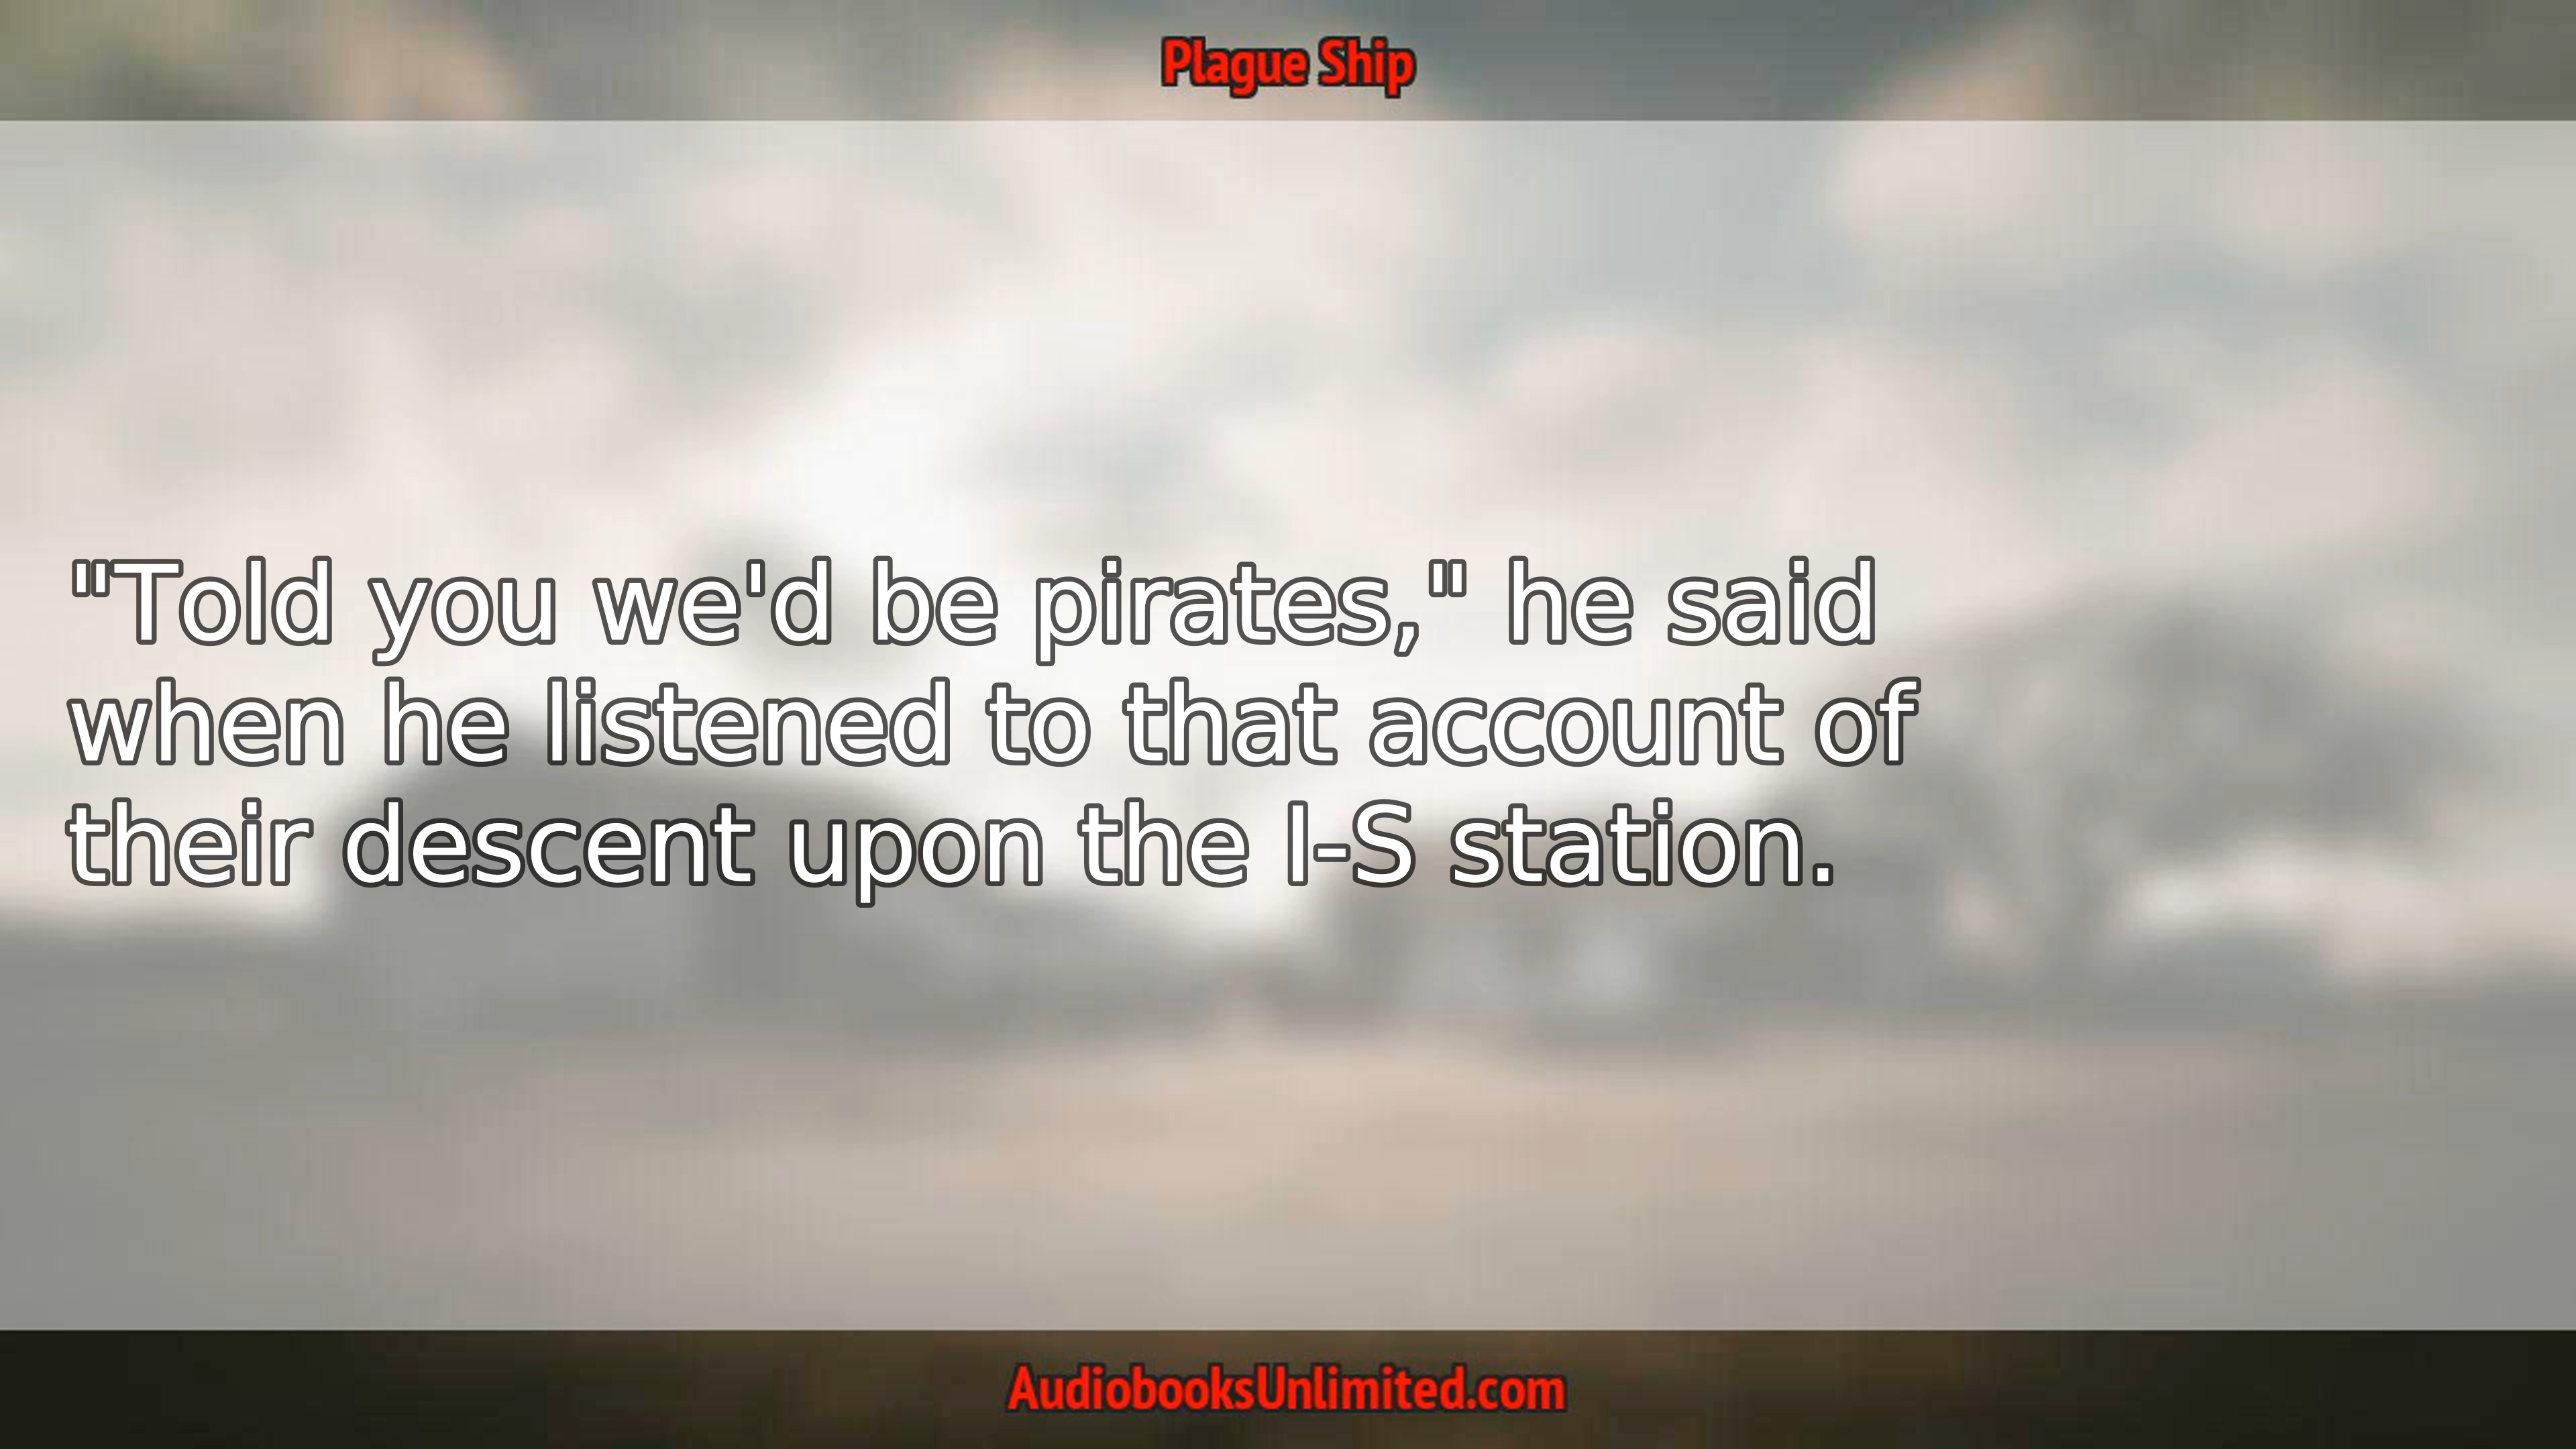 Plague Ship
"Told you we'd be pirates," he said
when he listened to that account of
their descent upon the I-S station.
AudiobooksUnlimited.com